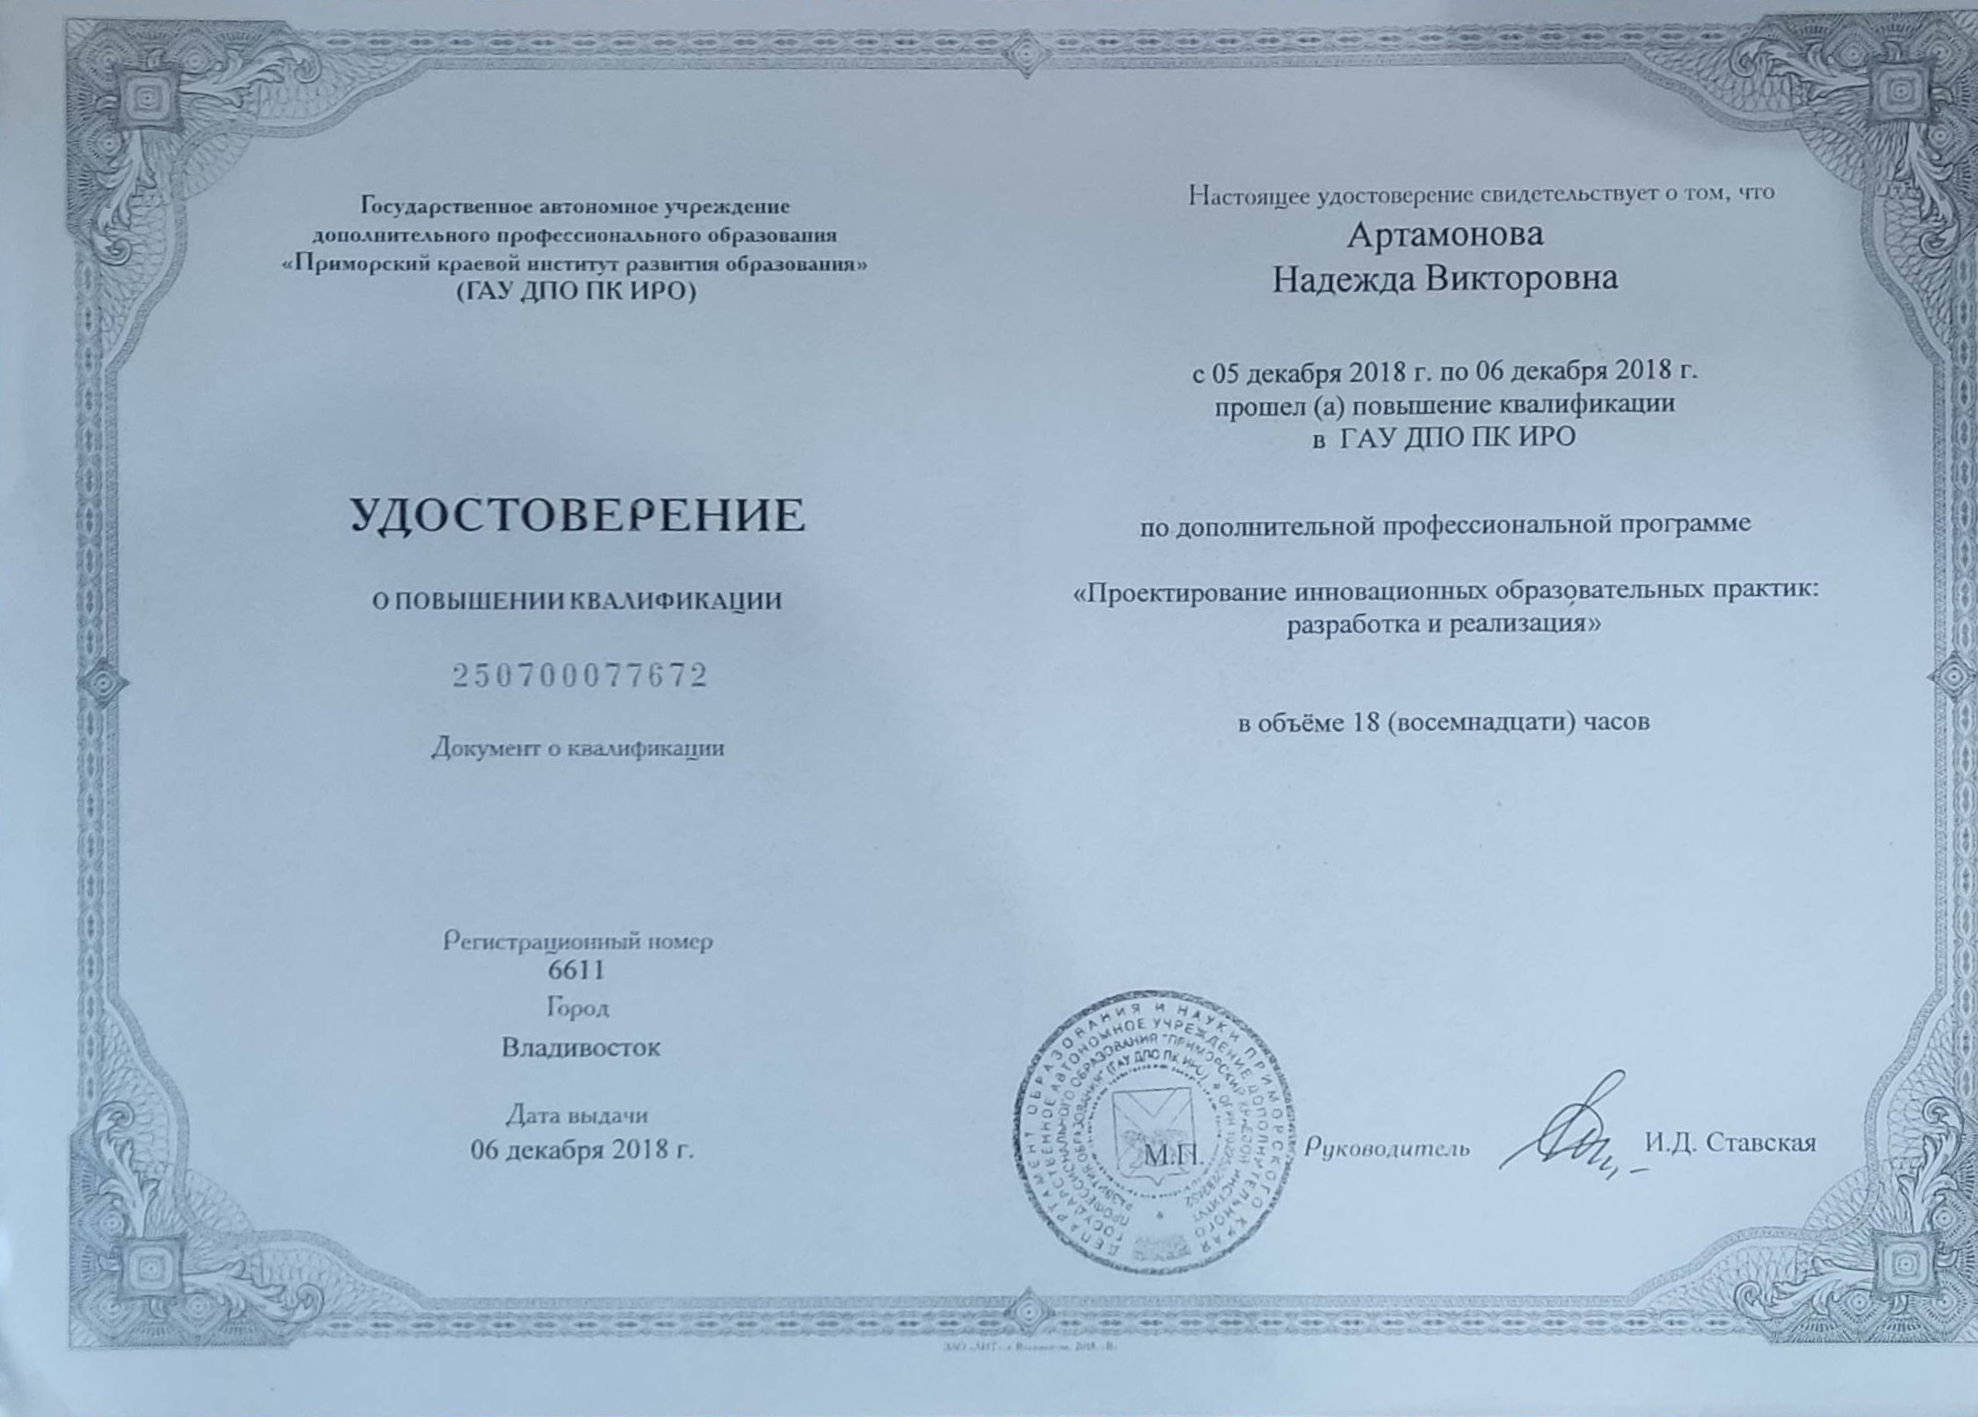 Государственное автономное учреждение
дополнительного профессионального образования
«Приморский краевой институт развития образования»
(ГАУ ДПО ПК ИРО)
УДОСТОВЕРЕНИЕ
О ПОВЫШЕНИИ КВАЛИФИКАЦИИ
250700077672
Документ о квалификации
Регистрационный номер
6611
Город
Владивосток
Дата выдачи
06 декабря 2018 г.
Настоящее удостоверение свидетельствует о том, что
Артамонова
Надежда Викторовна
с 05 декабря 2018 г. по 06 декабря 2018 г.
прошел (а) повышение квалификации
в ГАУ ДПО ПК ИРО
по дополнительной профессиональной программе
«Проектирование инновационных образовательных практик:
разработка и реализация»
в объёме 18 (восемнадцати) часов
ДЕПАРТАМЕНТ ОБРАЗОВАНИЯ И НАУКИ ПРИМОРСКОГО КРАЯ
ГОСУДАРСТВЕННОЕ АВТОНОМНОЕ УЧРЕЖДЕНИЕ ДОПОЛНИТЕЛЬНОГО
ПРОФЕССИОНАЛЬНОГО ОБРАЗОВАНИЯ "ПРИМОРСКИЙ КРАЕВОЙ ИНСТИТУТ
РАЗВИТИЯ ОБРАЗОВАНИЯ" (ГАУ ДПО ПК ИРО)
М.П.
Руководитель
И.Д. Ставская